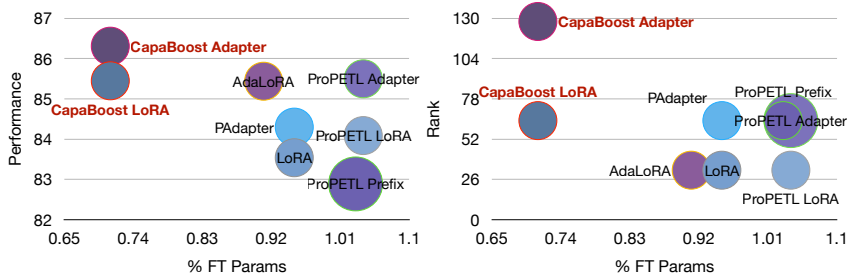 87
86
85
84
83
82
Performance
CapaBoost Adapter
CapaBoost LoRA
AdaLoRA
ProPETL Adapter
PAdapter
ProPETL LoRA
LoRA
ProPETL Prefix
0.65 0.74 0.83 0.92 1.01 1.1
% FT Params
130
104
78
52
26
0
Rank
CapaBoost Adapter
CapaBoost LoRA
PAdapter
ProPETL Prefix
ProPETL Adapter
AdaLoRA
LoRA
ProPETL LoRA
0.65 0.74 0.83 0.92 1.01 1.1
% FT Params